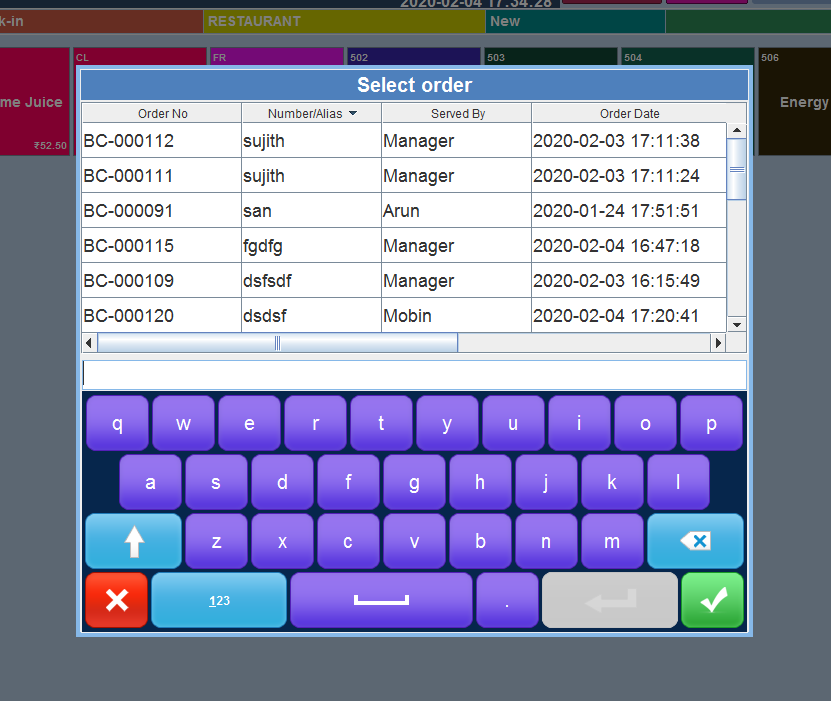 2020-02-04 17:34:28
k-in RESTAURANT New
CL FR 502 503 504 506
me Juice Energy
₹52.50
Select order
Order No Number/Alias Served By Order Date
BC-000112 sujith Manager 2020-02-03 17:11:38
BC-000111 sujith Manager 2020-02-03 17:11:24
BC-000091 san Arun 2020-01-24 17:51:51
BC-000115 fgdfg Manager 2020-02-04 16:47:18
BC-000109 dsfsdf Manager 2020-02-03 16:15:49
BC-000120 dsdsf Mobin 2020-02-04 17:20:41
q w e r t y u i o p
a s d f g h j k l
z x c v b n m
123 .